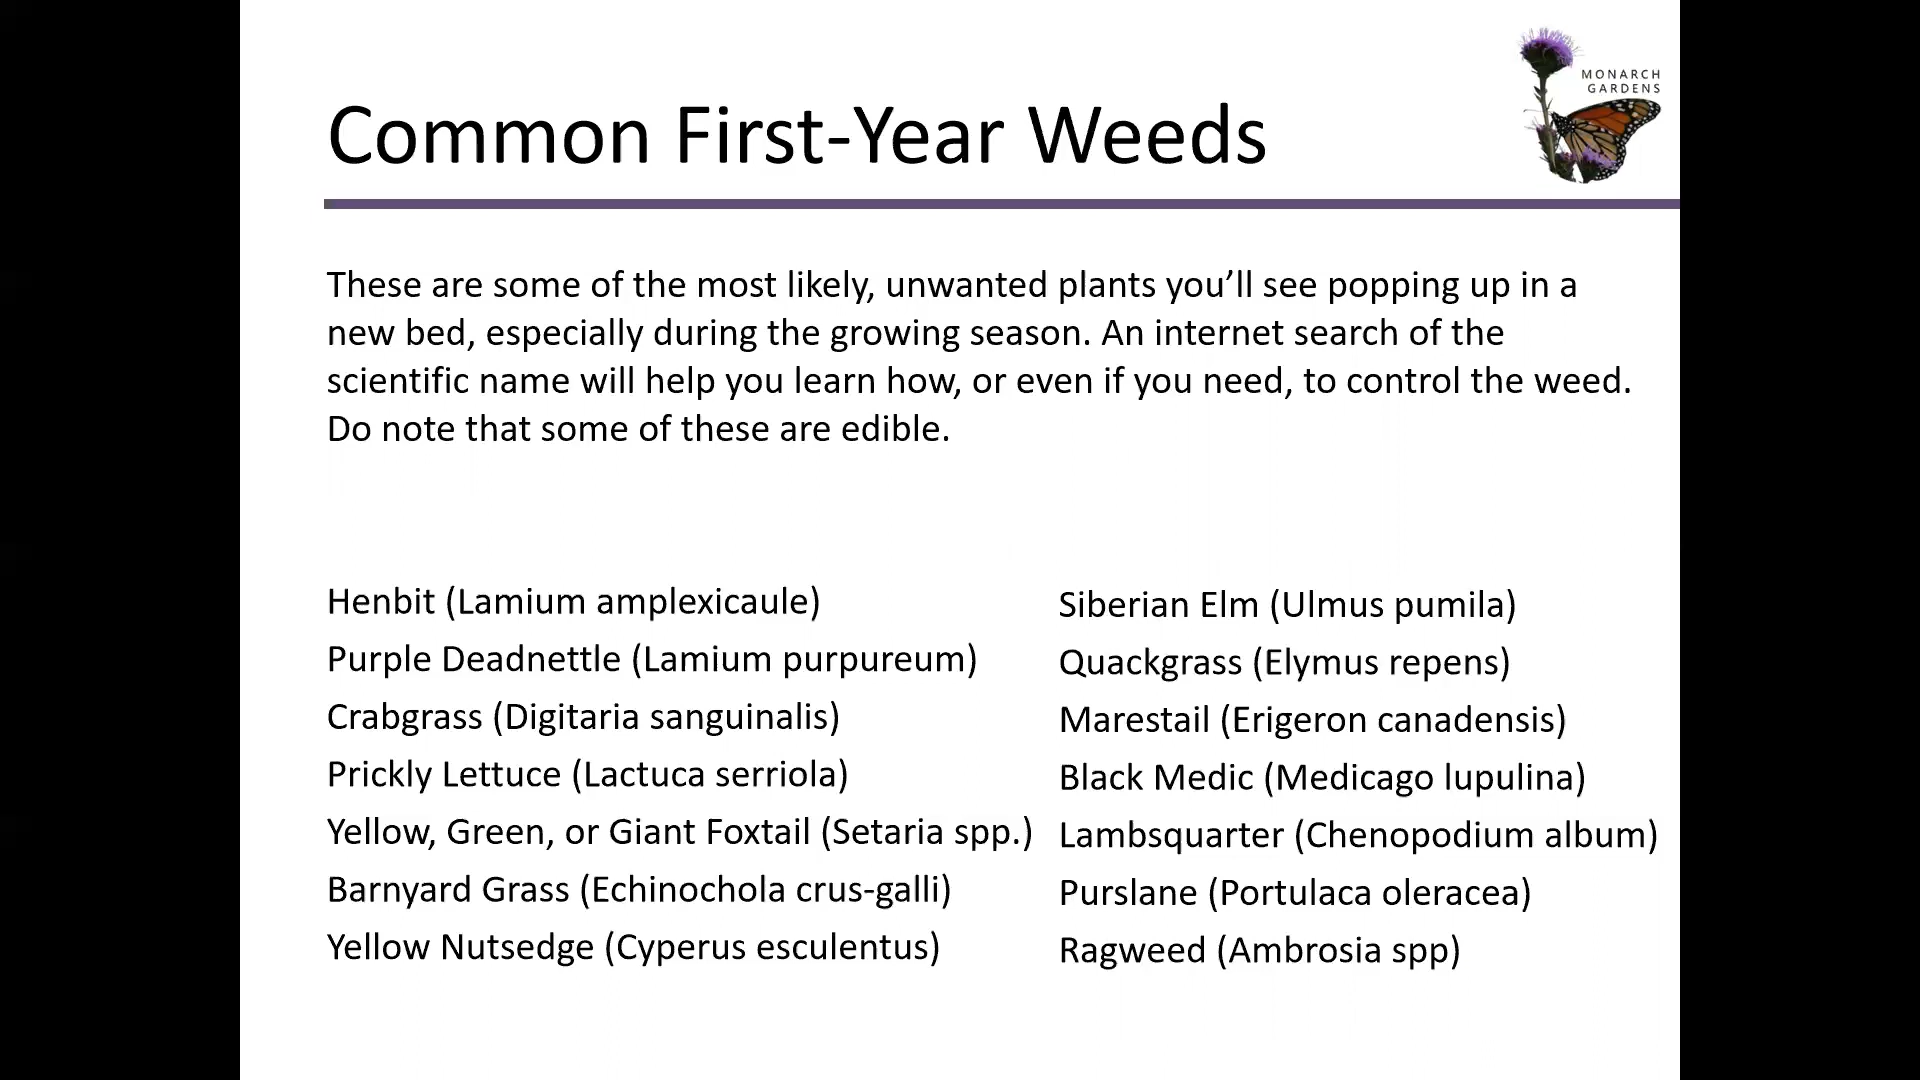 MONARCH
GARDENS
Common First-Year Weeds
These are some of the most likely, unwanted plants you’ll see popping up in a
new bed, especially during the growing season. An internet search of the
scientific name will help you learn how, or even if you need, to control the weed.
Do note that some of these are edible.
Henbit (Lamium amplexicaule)
Purple Deadnettle (Lamium purpureum)
Crabgrass (Digitaria sanguinalis)
Prickly Lettuce (Lactuca serriola)
Yellow, Green, or Giant Foxtail (Setaria spp.)
Barnyard Grass (Echinochola crus-galli)
Yellow Nutsedge (Cyperus esculentus)
Siberian Elm (Ulmus pumila)
Quackgrass (Elymus repens)
Marestail (Erigeron canadensis)
Black Medic (Medicago lupulina)
Lambsquarter (Chenopodium album)
Purslane (Portulaca oleracea)
Ragweed (Ambrosia spp)